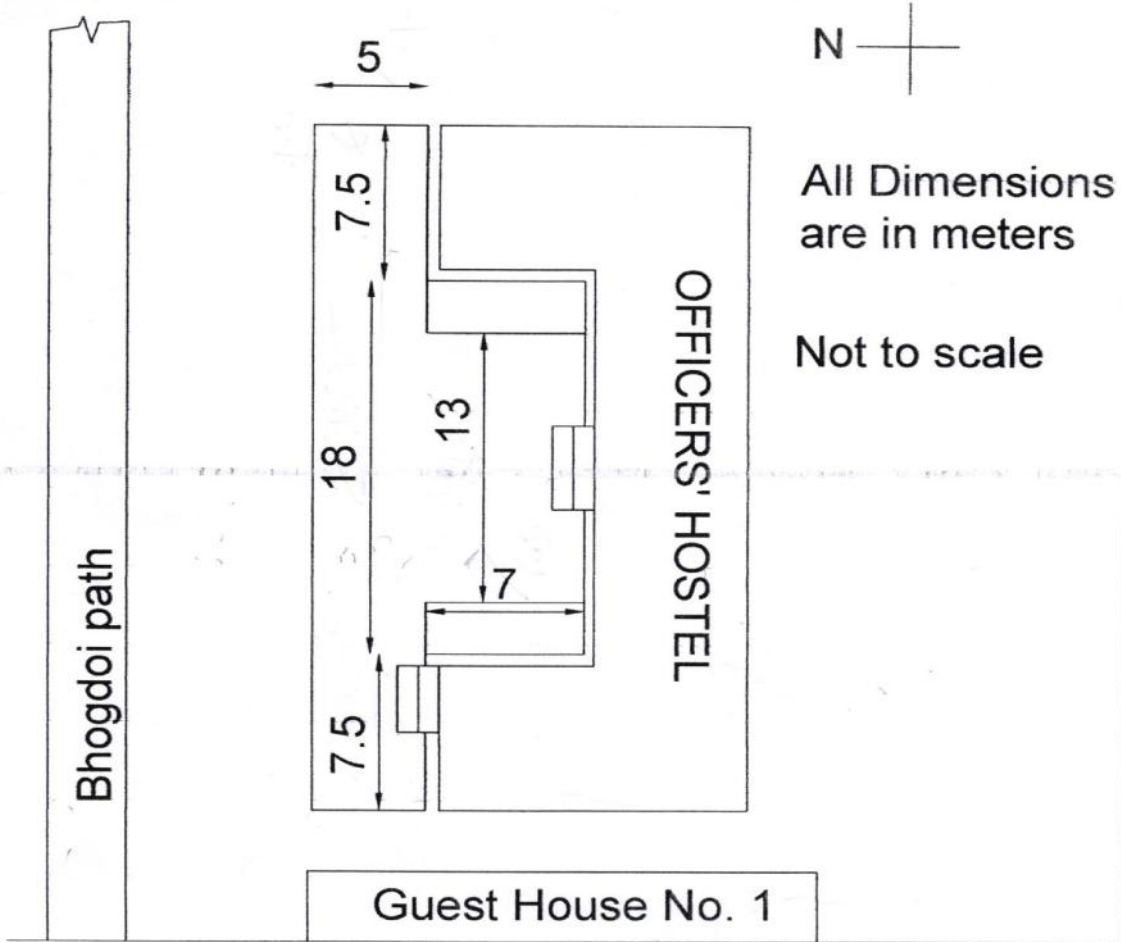 5
N
All Dimensions
are in meters
Not to scale
7.5
18
13
7
7.5
OFFICERS' HOSTEL
Bhogdoi path
Guest House No. 1